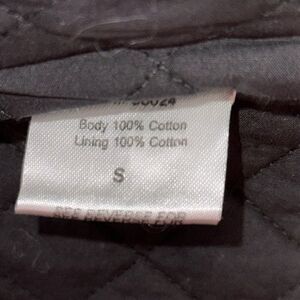 Body 100% Cotton
Lining 100% Cotton
S
SEE REVERSE FOR